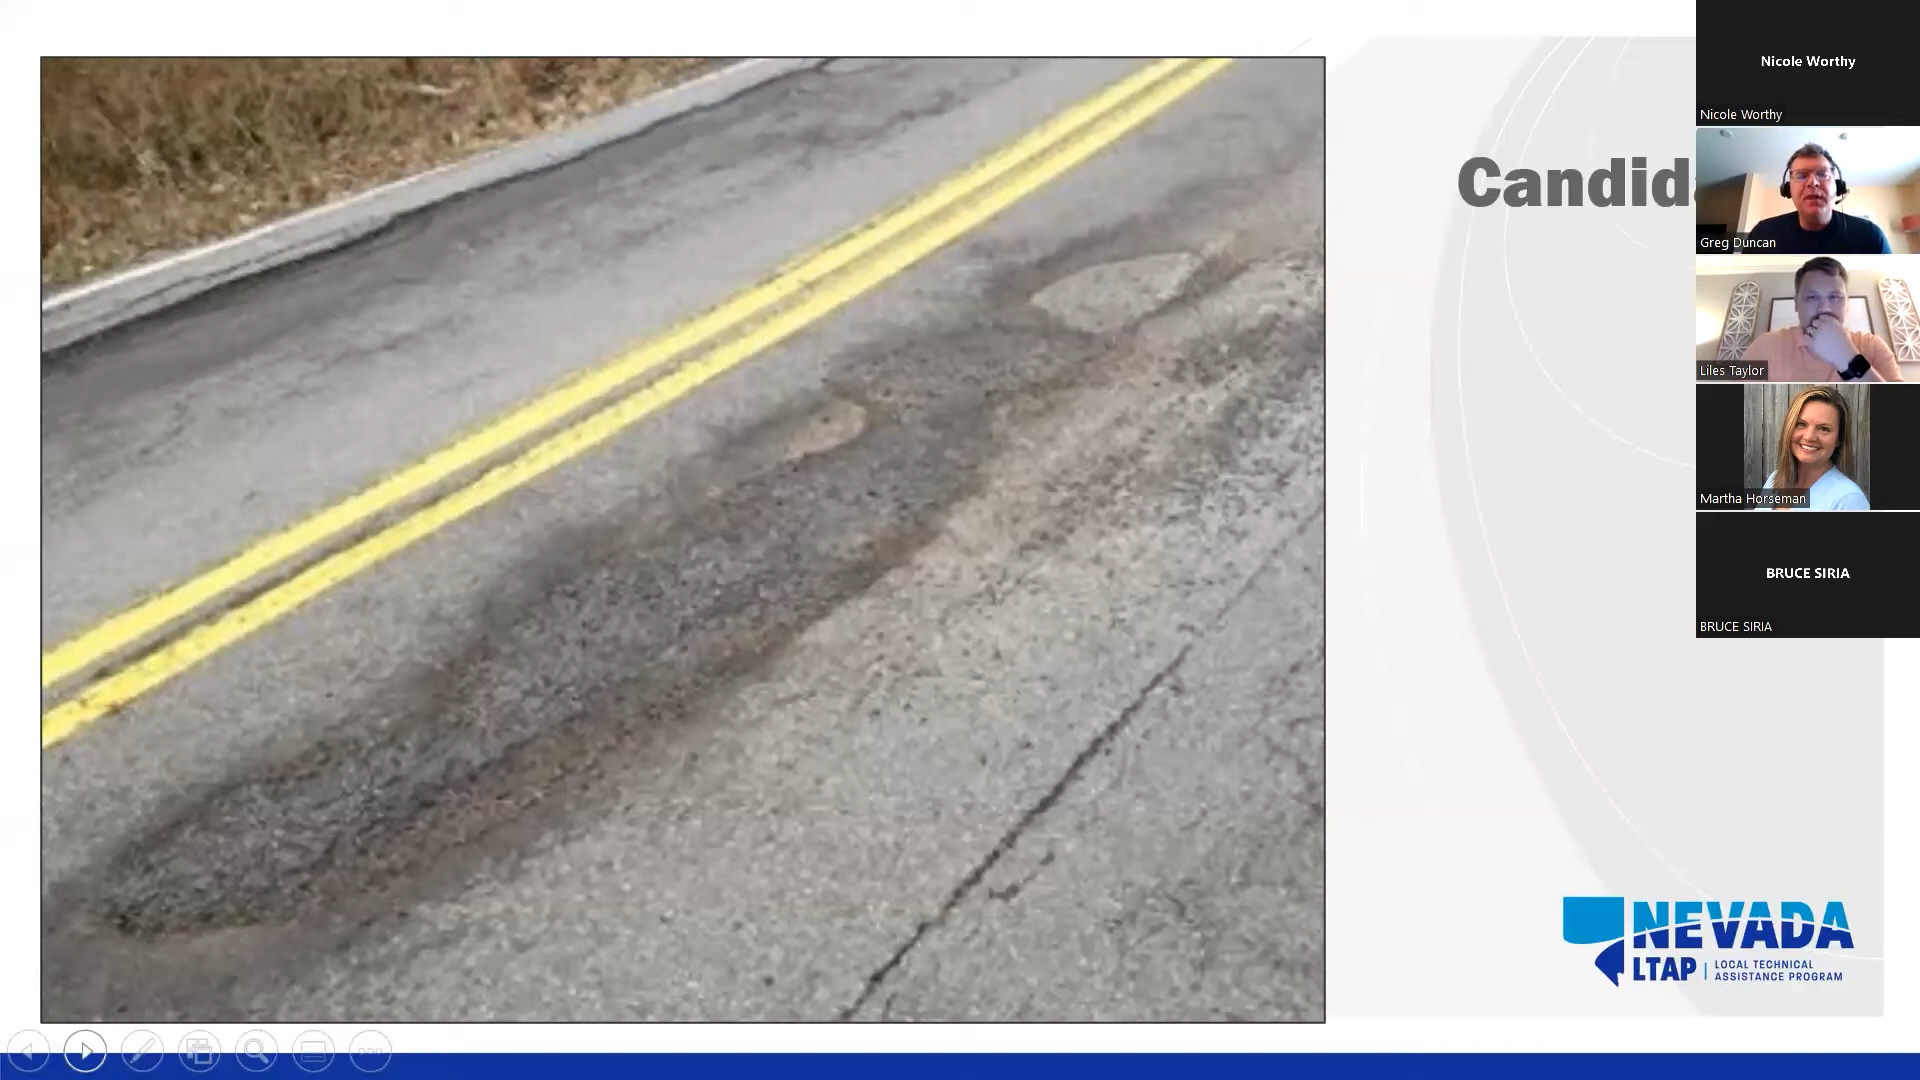 Candid
Nicole Worthy
Nicole Worthy
Greg Duncan
Liles Taylor
Martha Horseman
BRUCE SIRIA
BRUCE SIRIA
NEVADA
LTAP | LOCAL TECHNICAL
ASSISTANCE PROGRAM